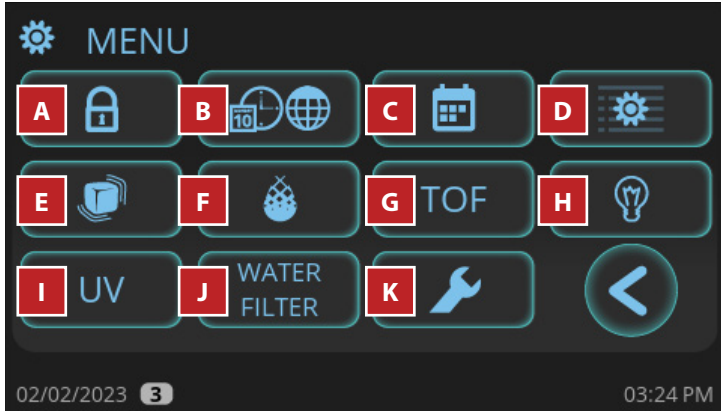 MENU
A
B
10
C
D
E
F
G TOF
H
I UV
J WATER
FILTER
K
02/02/2023 3 03:24 PM